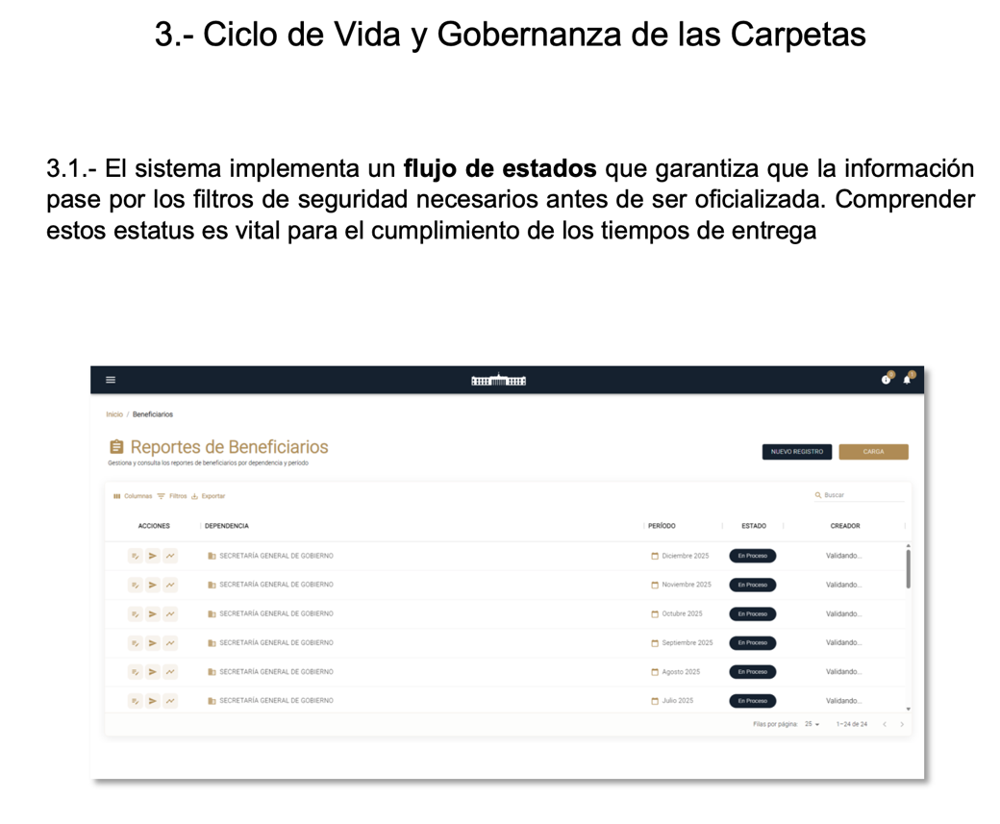 3.- Ciclo de Vida y Gobernanza de las Carpetas
3.1.- El sistema implementa un flujo de estados que garantiza que la información
pase por los filtros de seguridad necesarios antes de ser oficializada. Comprender
estos estatus es vital para el cumplimiento de los tiempos de entrega
Inicio / Beneficiarios
Reportes de Beneficiarios
Gestiona y consulta los reportes de beneficiarios por dependencia y período
NUEVO REGISTRO CARGA
Columnas Filtros Exportar Buscar
ACCIONES DEPENDENCIA PERÍODO ESTADO CREADOR
SECRETARÍA GENERAL DE GOBIERNO Diciembre 2025 En Proceso Validando...
SECRETARÍA GENERAL DE GOBIERNO Noviembre 2025 En Proceso Validando...
SECRETARÍA GENERAL DE GOBIERNO Octubre 2025 En Proceso Validando...
SECRETARÍA GENERAL DE GOBIERNO Septiembre 2025 En Proceso Validando...
SECRETARÍA GENERAL DE GOBIERNO Agosto 2025 En Proceso Validando...
SECRETARÍA GENERAL DE GOBIERNO Julio 2025 En Proceso Validando...
Filas por página: 25 1–24 de 24